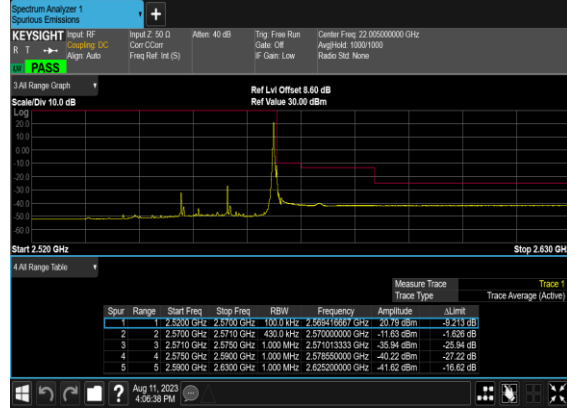 Spectrum Analyzer 1
Spurious Emissions
KEYSIGHT Input: RF Input Z: 50 Ω Atten: 40 dB Trig: Free Run Center Freq: 22.005000000 GHz
R T Coupling: DC Corr CCorr Gate: Off Avg|Hold: 1000/1000
Align: Auto Freq Ref: Int (S) IF Gain: Low Radio Std: None
PASS
3 All Range Graph
Ref Lvl Offset 8.60 dB
Scale/Div 10.0 dB Ref Value 30.00 dBm
Log
20.0
10.0
0.00
-10.0
-20.0
-30.0
-40.0
-50.0
-60.0
Start 2.520 GHz Stop 2.630 GH
4 All Range Table
Measure Trace Trace 1
Trace Type Trace Average (Active)
Spur Range Start Freq Stop Freq RBW Frequency Amplitude ΔLimit
1 1 2.5200 GHz 2.5700 GHz 100.0 kHz 2.569416667 GHz 20.79 dBm -9.213 dB
2 2 2.5700 GHz 2.5710 GHz 430.0 kHz 2.570000000 GHz -11.63 dBm -1.626 dB
3 3 2.5710 GHz 2.5750 GHz 1.000 MHz 2.571013333 GHz -35.94 dBm -25.94 dB
4 4 2.5750 GHz 2.5900 GHz 1.000 MHz 2.578550000 GHz -40.22 dBm -27.22 dB
5 5 2.5900 GHz 2.6300 GHz 1.000 MHz 2.625200000 GHz -41.62 dBm -16.62 dB
? Aug 11, 2023
4:06:38 PM